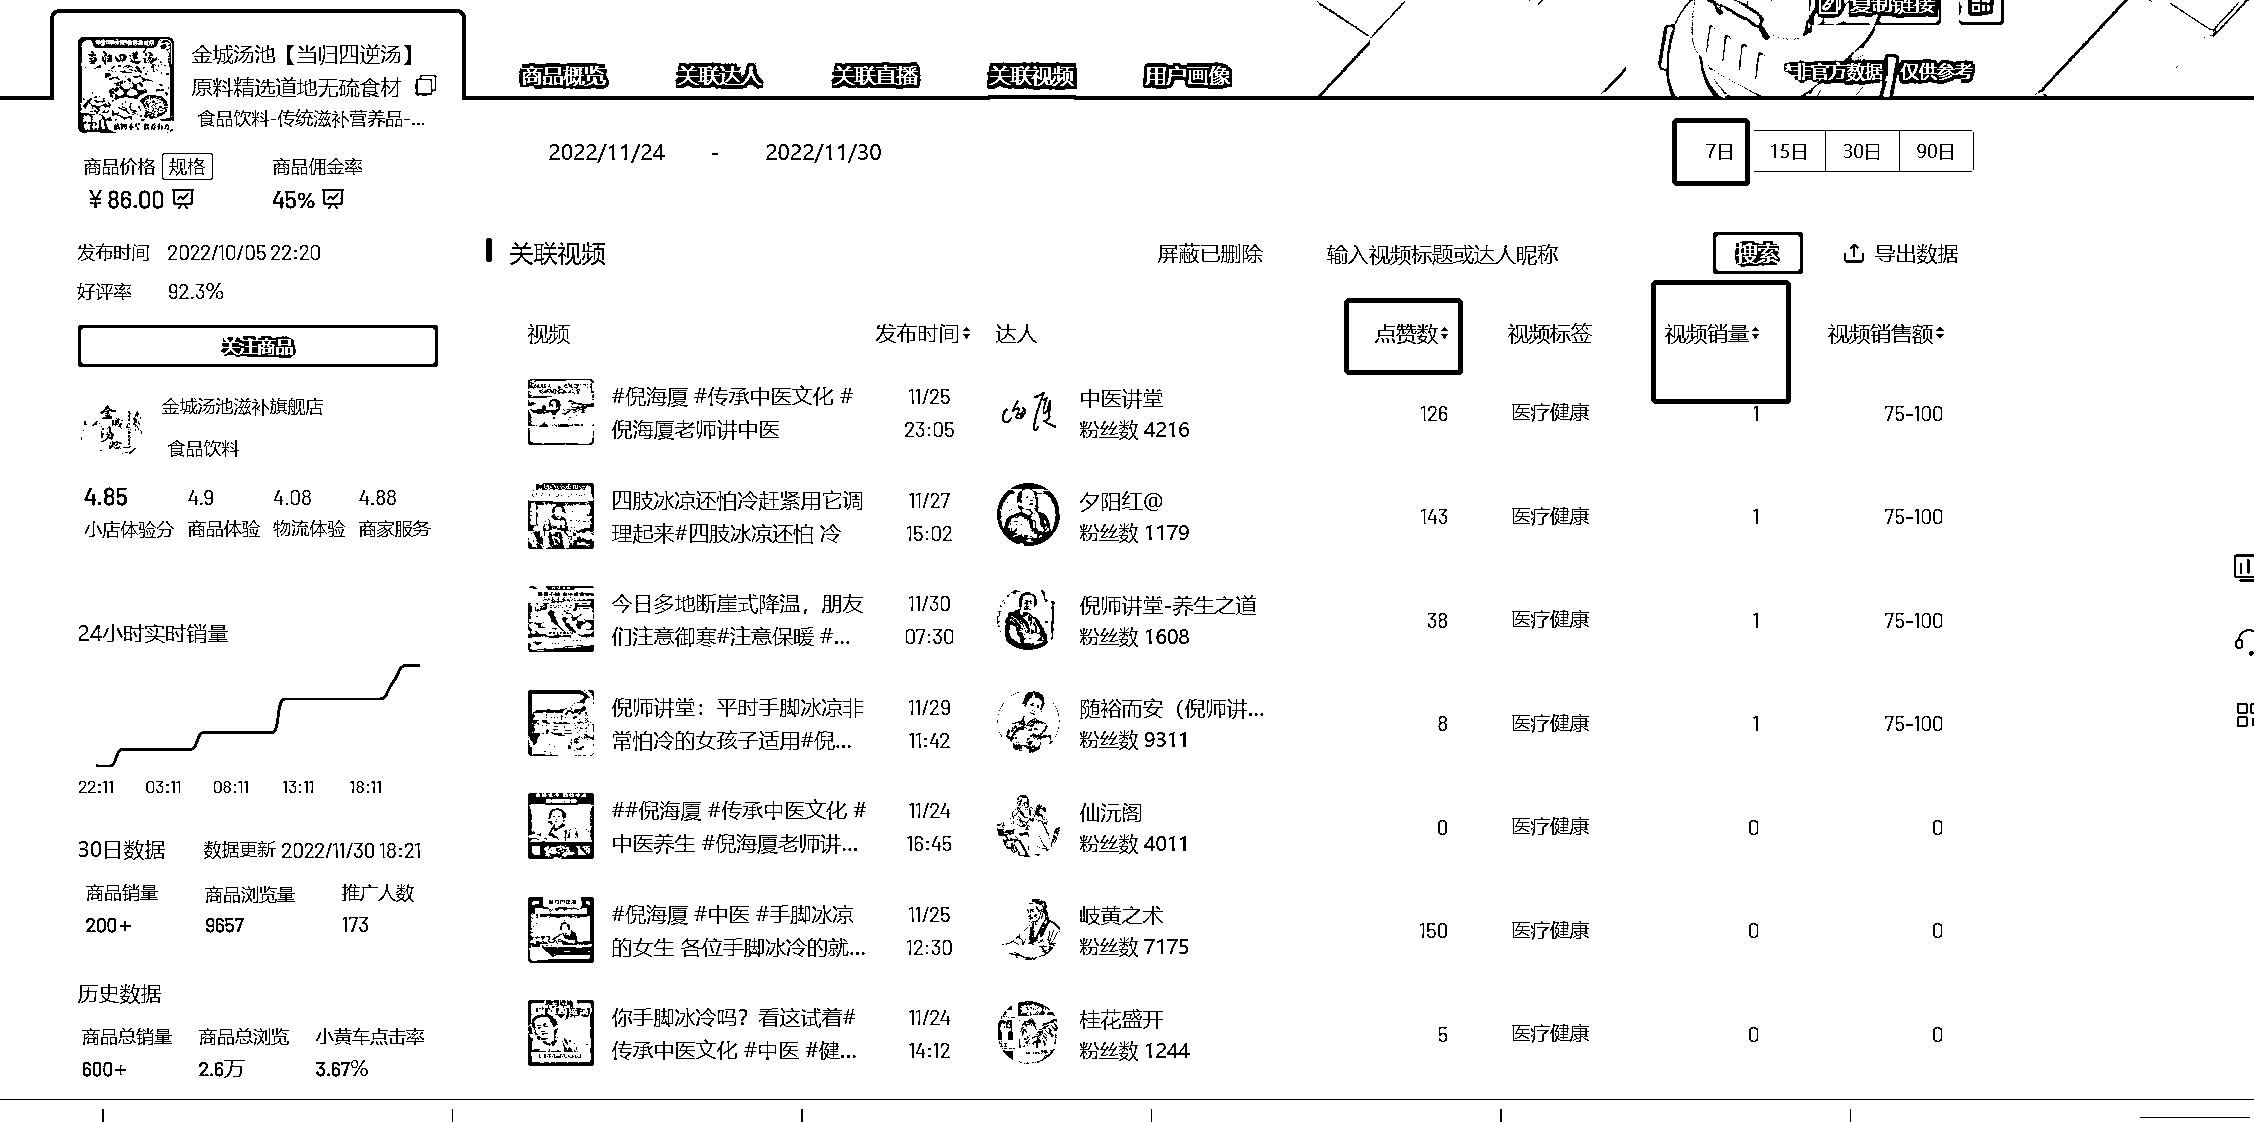 复制链接
金城汤池【当归四逆汤】
原料精选道地无硫食材
食品饮料-传统滋补营养品-...
商品概览 关联达人 关联直播 关联视频 用户画像
非官方数据 仅供参考
商品价格 规格 商品佣金率
¥86.00 45%
2022/11/24 - 2022/11/30
7日 15日 30日 90日
发布时间 2022/10/05 22:20
好评率 92.3%
关注商品
金城汤池滋补旗舰店
食品饮料
4.85 4.9 4.08 4.88
小店体验分 商品体验 物流体验 商家服务
24小时实时销量
22:11 03:11 08:11 13:11 18:11
30日数据 数据更新 2022/11/30 18:21
商品销量 商品浏览量 推广人数
200+ 9657 173
历史数据
商品总销量 商品总浏览 小黄车点击率
600+ 2.6万 3.67%
关联视频 屏蔽已删除 输入视频标题或达人昵称 搜索 导出数据
视频 发布时间 达人 点赞数 视频标签 视频销量 视频销售额
#倪海厦 #传承中医文化 # 11/25 中医讲堂
倪海厦老师讲中医 23:05 粉丝数 4216
126 医疗健康 1 75-100
四肢冰凉还怕冷赶紧用它调 11/27 夕阳红@
理起来#四肢冰凉还怕 冷 15:02 粉丝数 1179
143 医疗健康 1 75-100
今日多地断崖式降温，朋友 11/30 倪师讲堂-养生之道
们注意御寒#注意保暖 #... 07:30 粉丝数 1608
38 医疗健康 1 75-100
倪师讲堂：平时手脚冰凉非 11/29 随裕而安（倪师讲...
常怕冷的女孩子适用#倪... 11:42 粉丝数 9311
8 医疗健康 1 75-100
##倪海厦 #传承中医文化 # 11/24 仙沅阁
中医养生 #倪海厦老师讲... 16:45 粉丝数 4011
0 医疗健康 0 0
#倪海厦 #中医 #手脚冰凉 11/25 岐黄之术
的女生 各位手脚冰冷的就... 12:30 粉丝数 7175
150 医疗健康 0 0
你手脚冰冷吗？看这试着# 11/24 桂花盛开
传承中医文化 #中医 #健... 14:12 粉丝数 1244
5 医疗健康 0 0